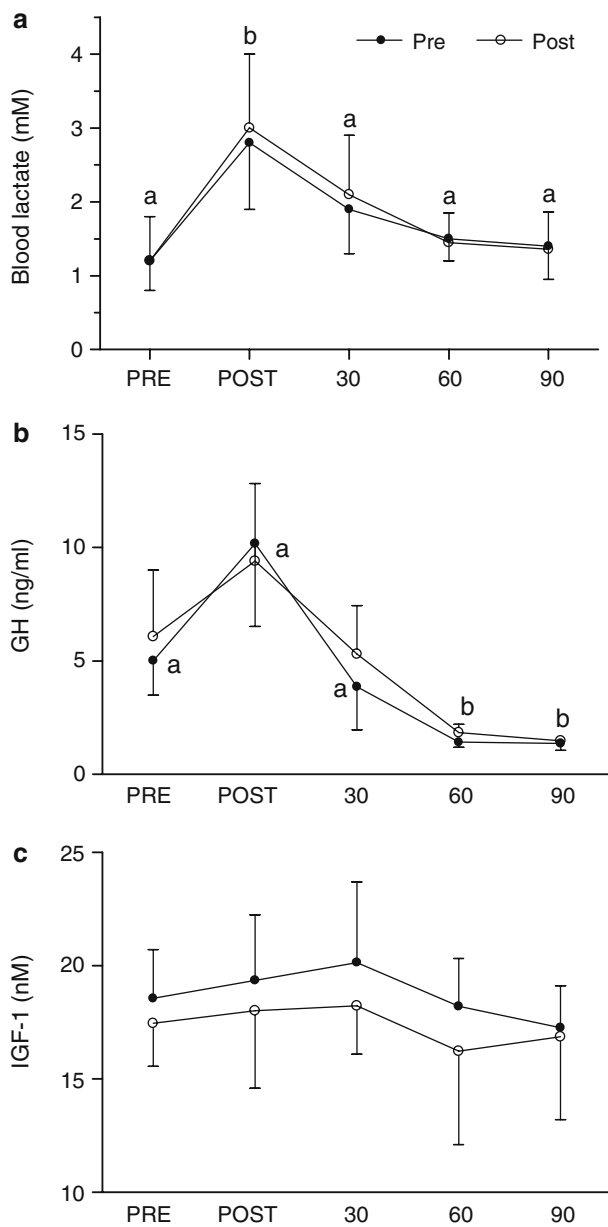 a
Pre Post
Blood lactate (mM)
4
3
2
1
0
a b a a a
PRE POST 30 60 90
b
GH (ng/ml)
15
10
5
0
a a a b b
PRE POST 30 60 90
c
IGF-1 (nM)
25
20
15
10
PRE POST 30 60 90